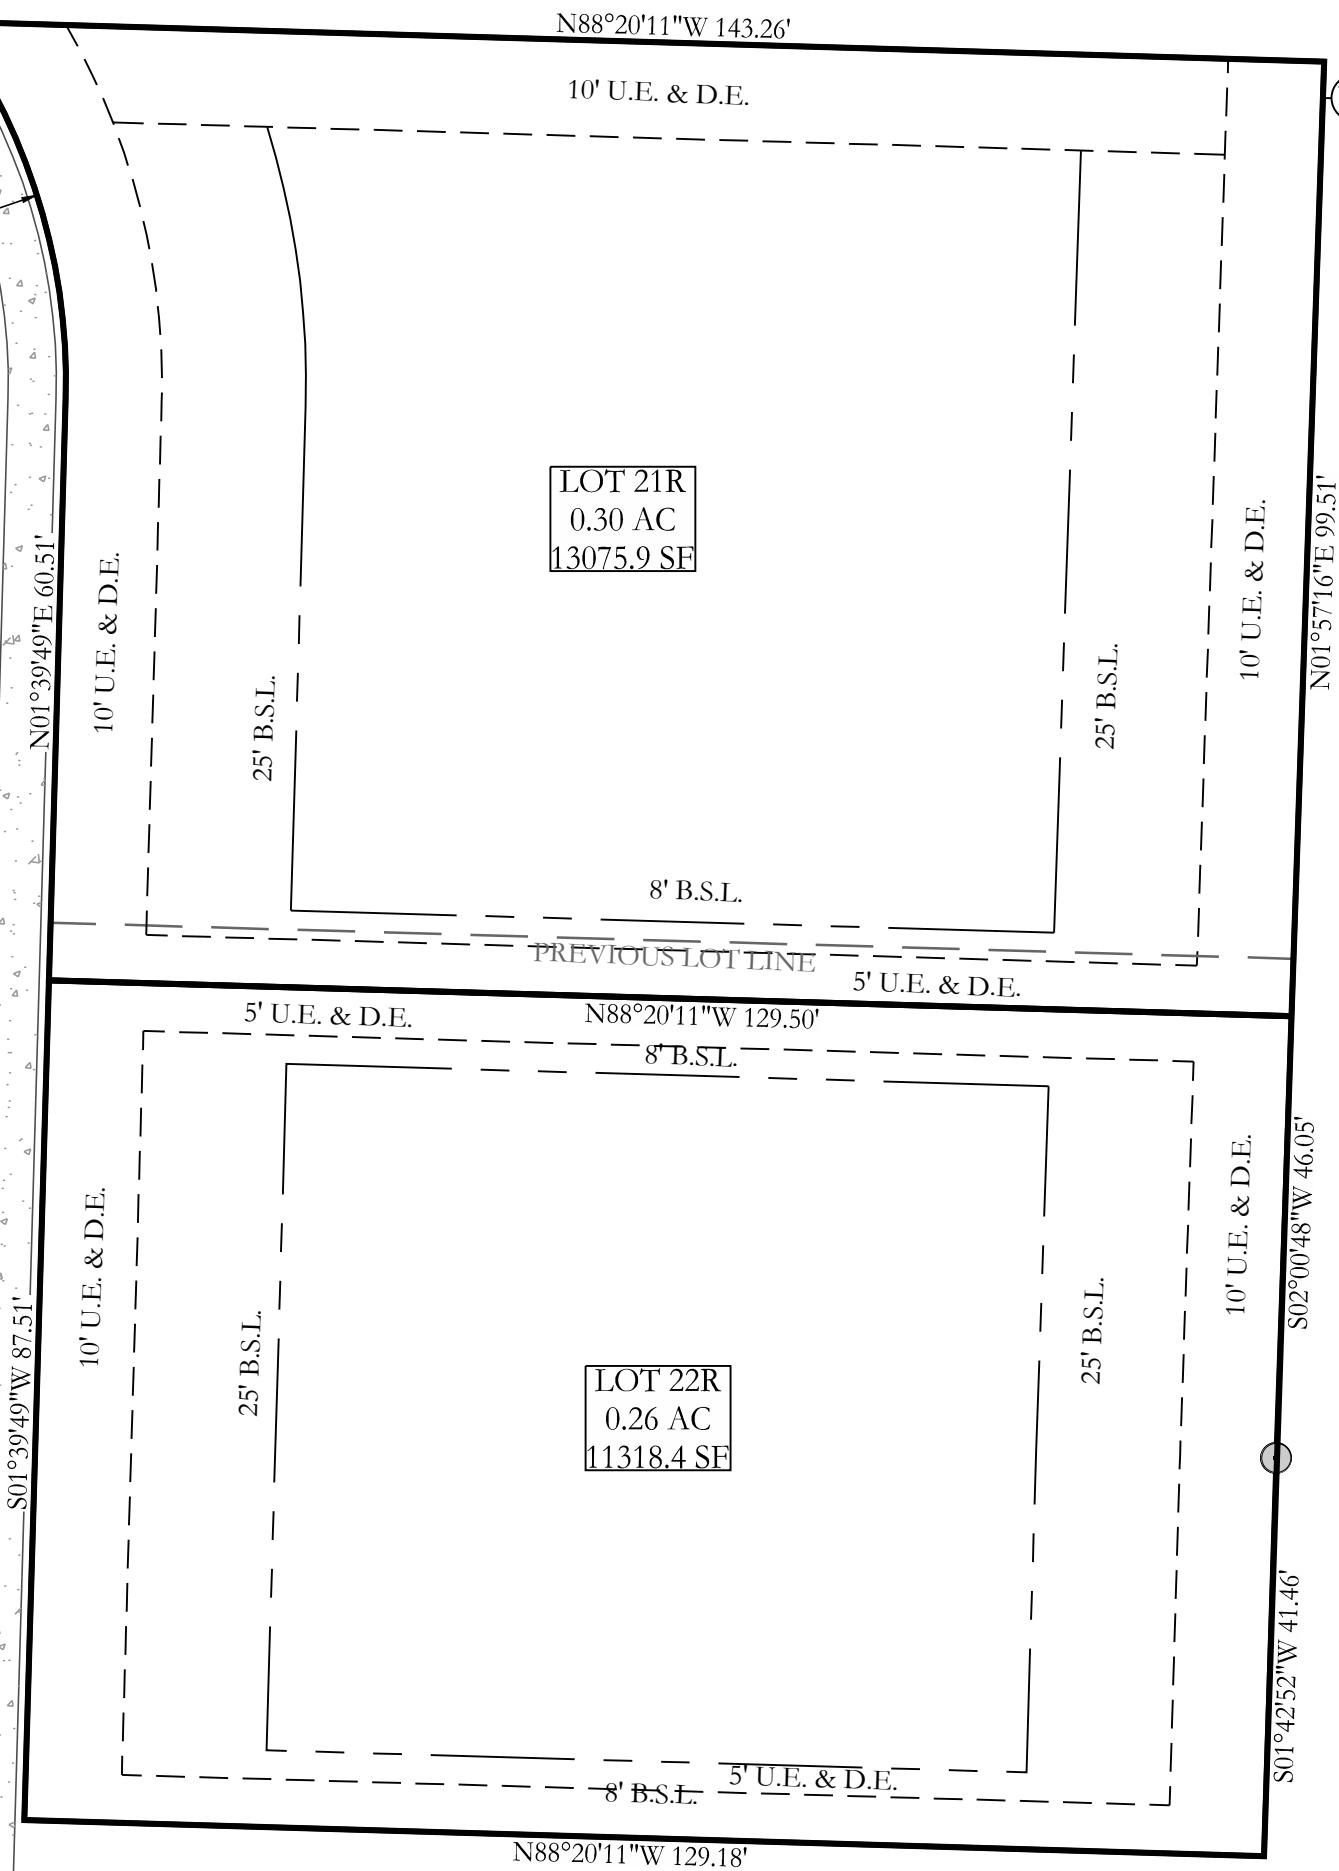 N88°20'11"W 143.26'
10' U.E. & D.E.
LOT 21R
0.30 AC
13075.9 SF
N01°39'49"E 60.51'
10' U.E. & D.E.
25' B.S.L.
25' B.S.L.
10' U.E. & D.E.
N01°57'16"E 99.51'
8' B.S.L.
PREVIOUS LOT LINE
5' U.E. & D.E.
N88°20'11"W 129.50'
5' U.E. & D.E.
8' B.S.L.
S01°39'49"W 87.51'
10' U.E. & D.E.
25' B.S.L.
LOT 22R
0.26 AC
11318.4 SF
25' B.S.L.
10' U.E. & D.E.
S02°00'48"W 46.05'
S01°42'52"W 41.46'
5' U.E. & D.E.
8' B.S.L.
N88°20'11"W 129.18'